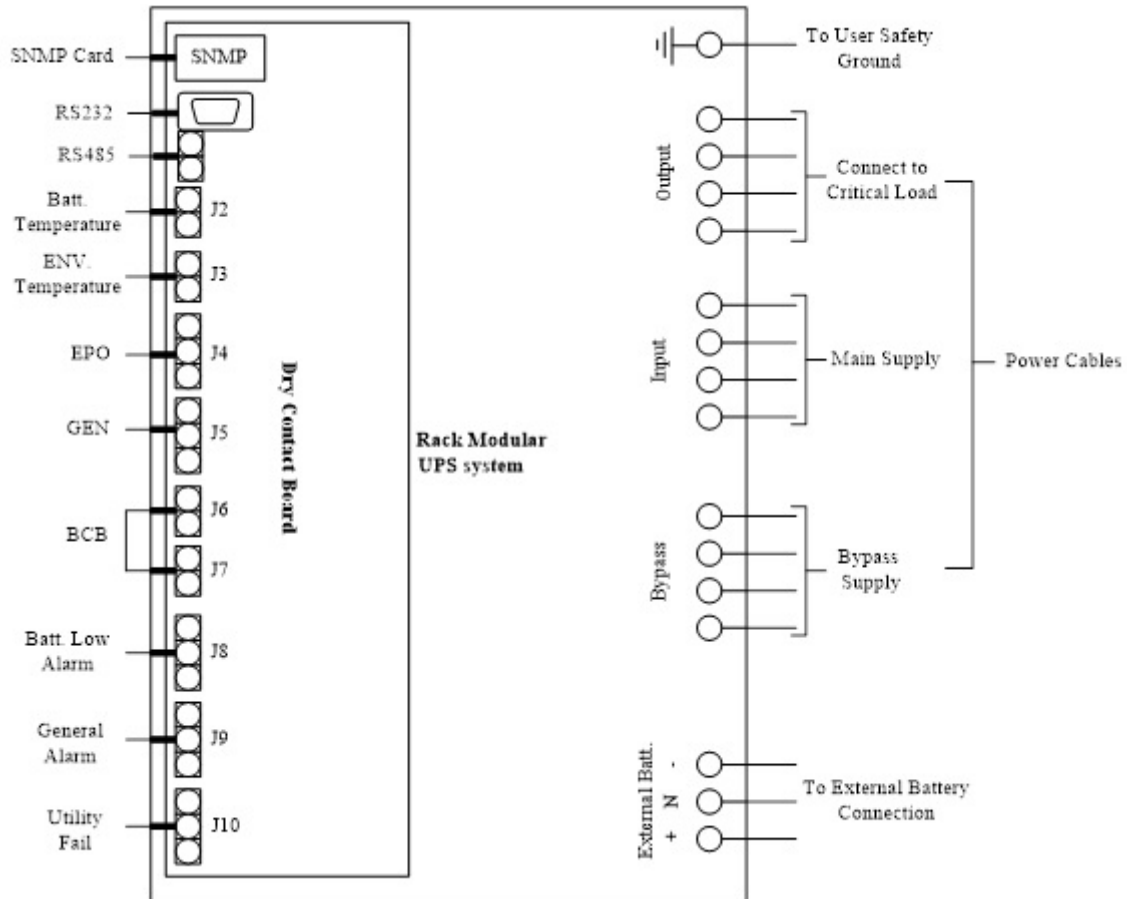 SNMP Card
SNMP
RS232
RS485
Batt.
Temperature
J2
ENV.
Temperature
J3
EPO
J4
GEN
J5
BCB
J6
J7
Batt. Low
Alarm
J8
General
Alarm
J9
Utility
Fail
J10
Dry Contact Board
Rack Modular
UPS system
To User Safety
Ground
Output
Connect to
Critical Load
Input
Main Supply
Power Cables
Bypass
Bypass
Supply
External Batt.
-
N
+
To External Battery
Connection